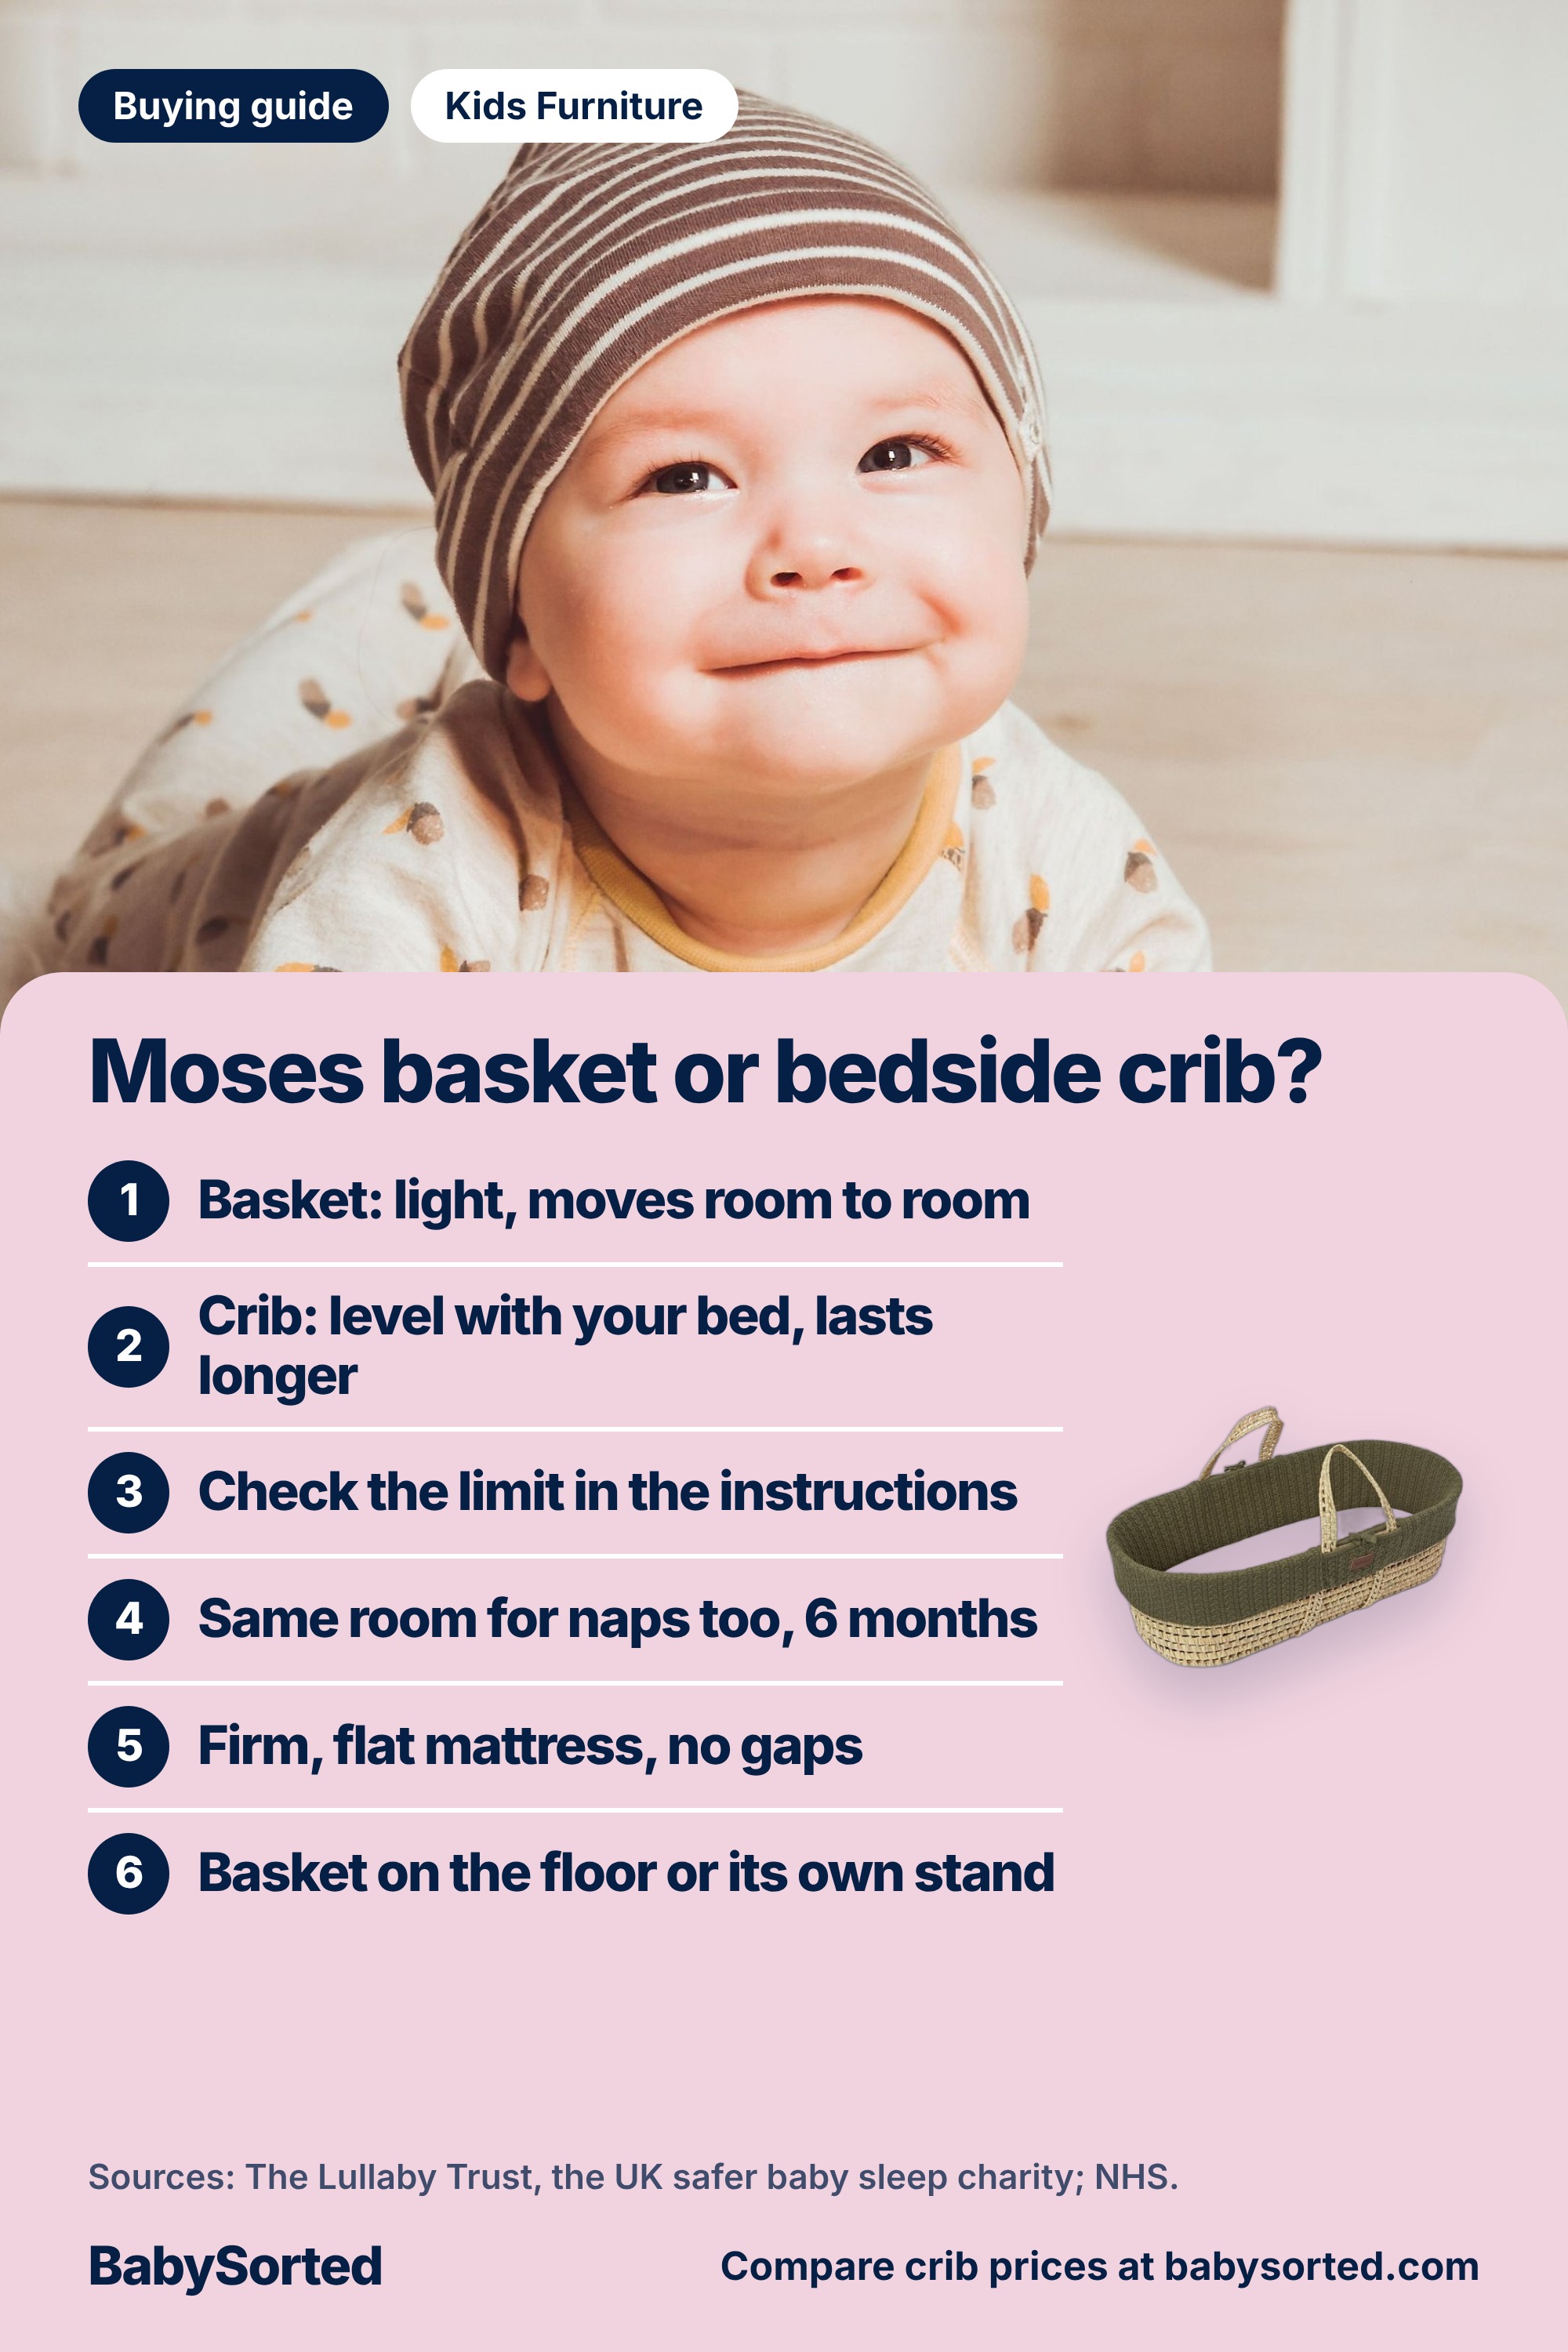 Buying guide
Kids Furniture
Moses basket or bedside crib?
1 Basket: light, moves room to room
2 Crib: level with your bed, lasts
longer
3 Check the limit in the instructions
4 Same room for naps too, 6 months
5 Firm, flat mattress, no gaps
6 Basket on the floor or its own stand
Sources: The Lullaby Trust, the UK safer baby sleep charity; NHS.
BabySorted
Compare crib prices at babysorted.com